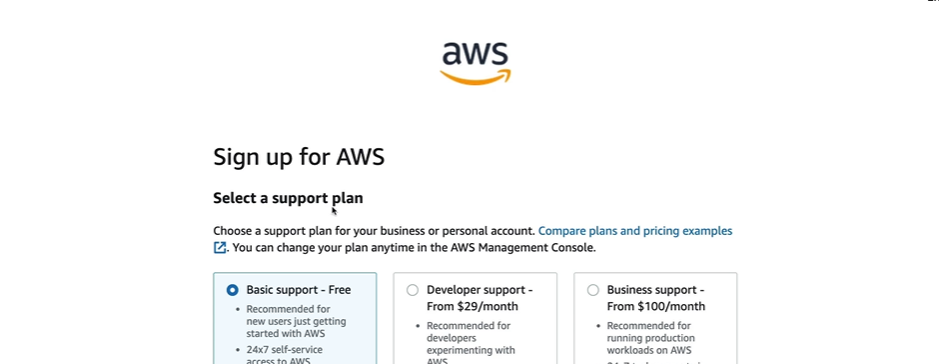 aws
Sign up for AWS
Select a support plan
Choose a support plan for your business or personal account. Compare plans and pricing examples
. You can change your plan anytime in the AWS Management Console.
Basic support - Free
• Recommended for
new users just getting
started with AWS
• 24x7 self-service
access to AWS
Developer support -
From $29/month
• Recommended for
developers
experimenting with
AWS
Business support -
From $100/month
• Recommended for
running production
workloads on AWS